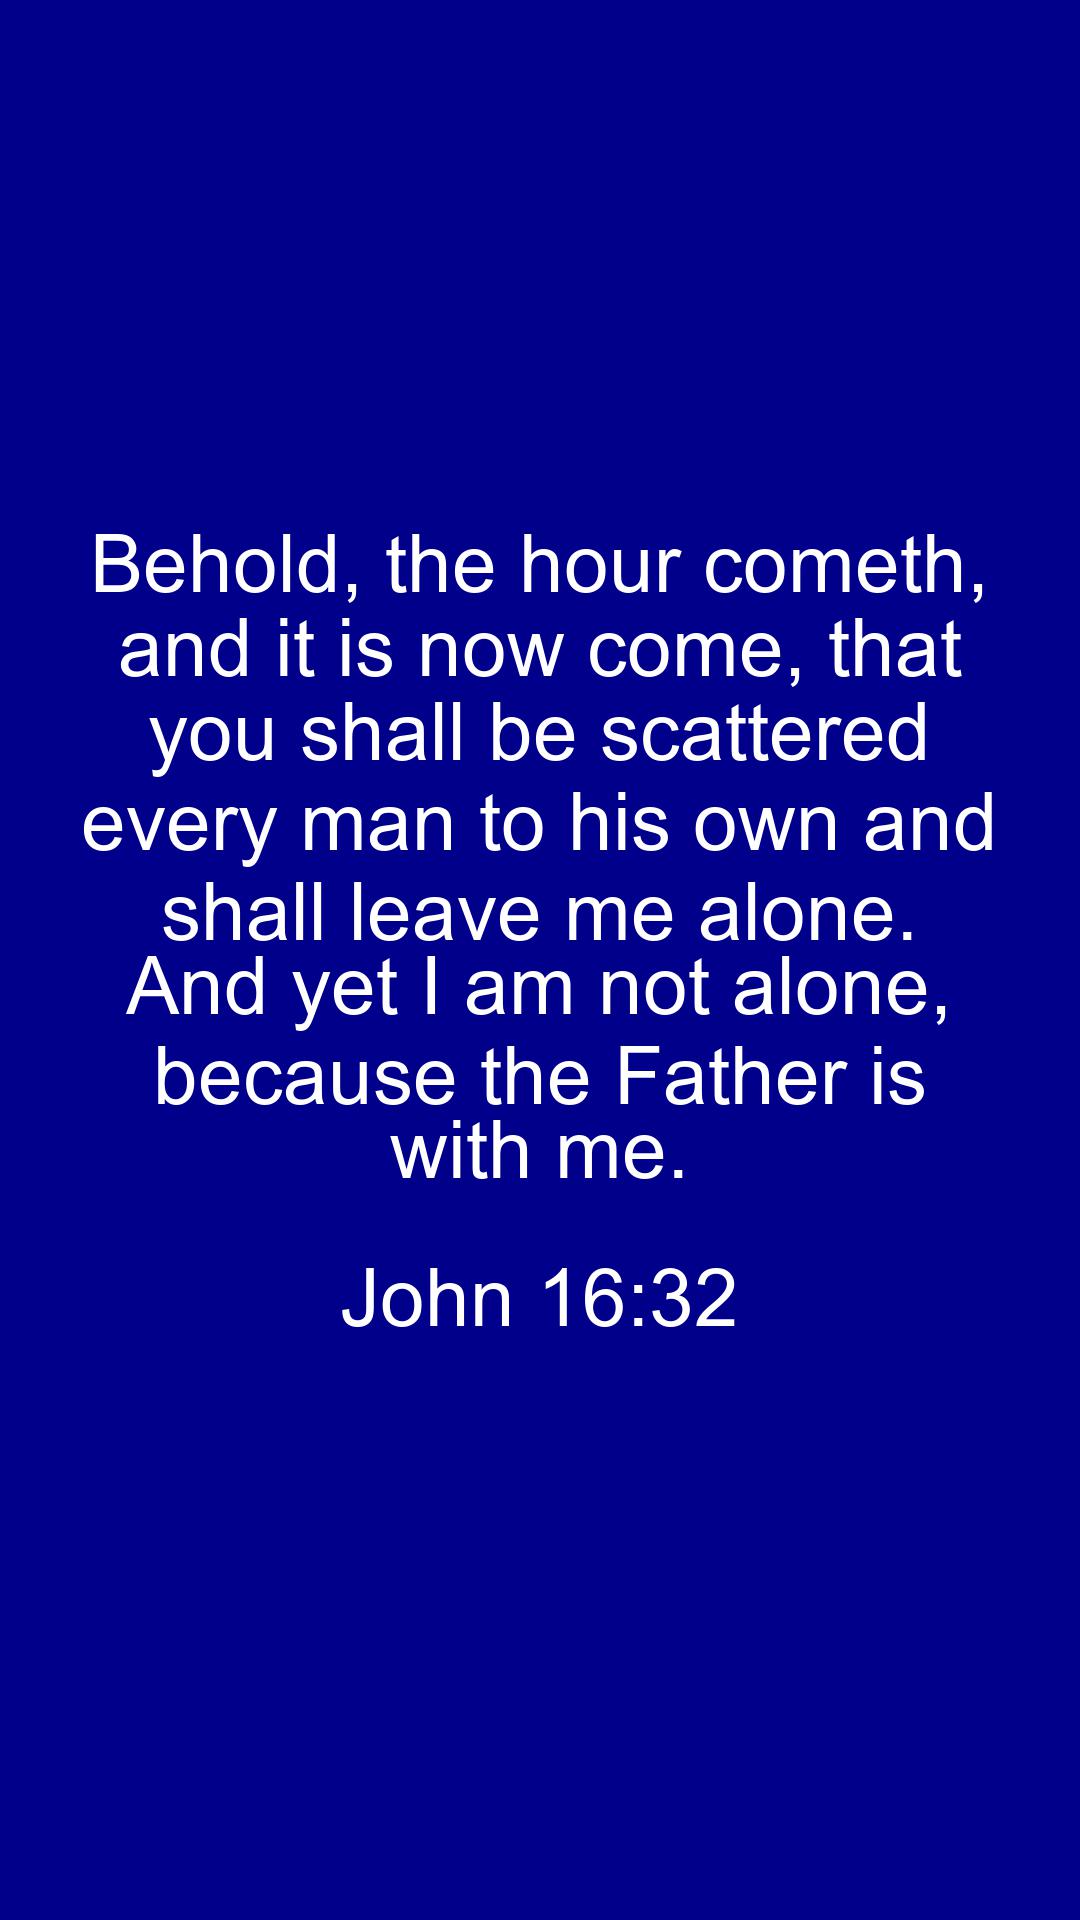 Behold, the hour cometh,
and it is now come, that
you shall be scattered
every man to his own and
shall leave me alone.
And yet I am not alone,
because the Father is
with me.
John 16:32